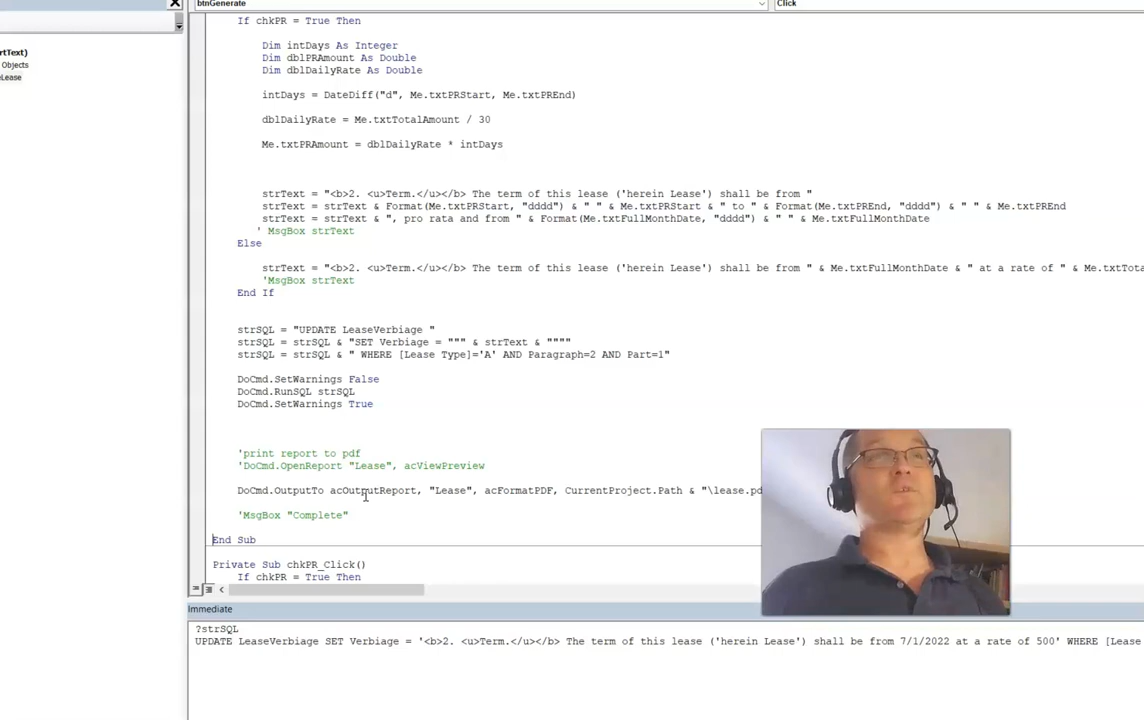 btnGenerate
Click
If chkPR = True Then
rtText)
Objects
Lease
Dim intDays As Integer
Dim dblPRAmount As Double
Dim dblDailyRate As Double
intDays = DateDiff("d", Me.txtPRStart, Me.txtPREnd)
dblDailyRate = Me.txtTotalAmount / 30
Me.txtPRAmount = dblDailyRate * intDays
strText = "<b>2. <u>Term.</u></b> The term of this lease ('herein Lease') shall be from "
strText = strText & Format(Me.txtPRStart, "dddd") & " " & Me.txtPRStart & " to " & Format(Me.txtPREnd, "dddd") & " " & Me.txtPREnd
strText = strText & ", pro rata and from " & Format(Me.txtFullMonthDate, "dddd") & " " & Me.txtFullMonthDate
' MsgBox strText
Else
strText = "<b>2. <u>Term.</u></b> The term of this lease ('herein Lease') shall be from " & Me.txtFullMonthDate & " at a rate of " & Me.txtTota
'MsgBox strText
End If
strSQL = "UPDATE LeaseVerbiage "
strSQL = strSQL & "SET Verbiage = """ & strText & """"
strSQL = strSQL & " WHERE [Lease Type]='A' AND Paragraph=2 AND Part=1"
DoCmd.SetWarnings False
DoCmd.RunSQL strSQL
DoCmd.SetWarnings True
'print report to pdf
'DoCmd.OpenReport "Lease", acViewPreview
DoCmd.OutputTo acOutputReport, "Lease", acFormatPDF, CurrentProject.Path & "\lease.pd
'MsgBox "Complete"
End Sub
Private Sub chkPR_Click()
If chkPR = True Then
Immediate
?strSQL
UPDATE LeaseVerbiage SET Verbiage = '<b>2. <u>Term.</u></b> The term of this lease ('herein Lease') shall be from 7/1/2022 at a rate of 500' WHERE [Lease